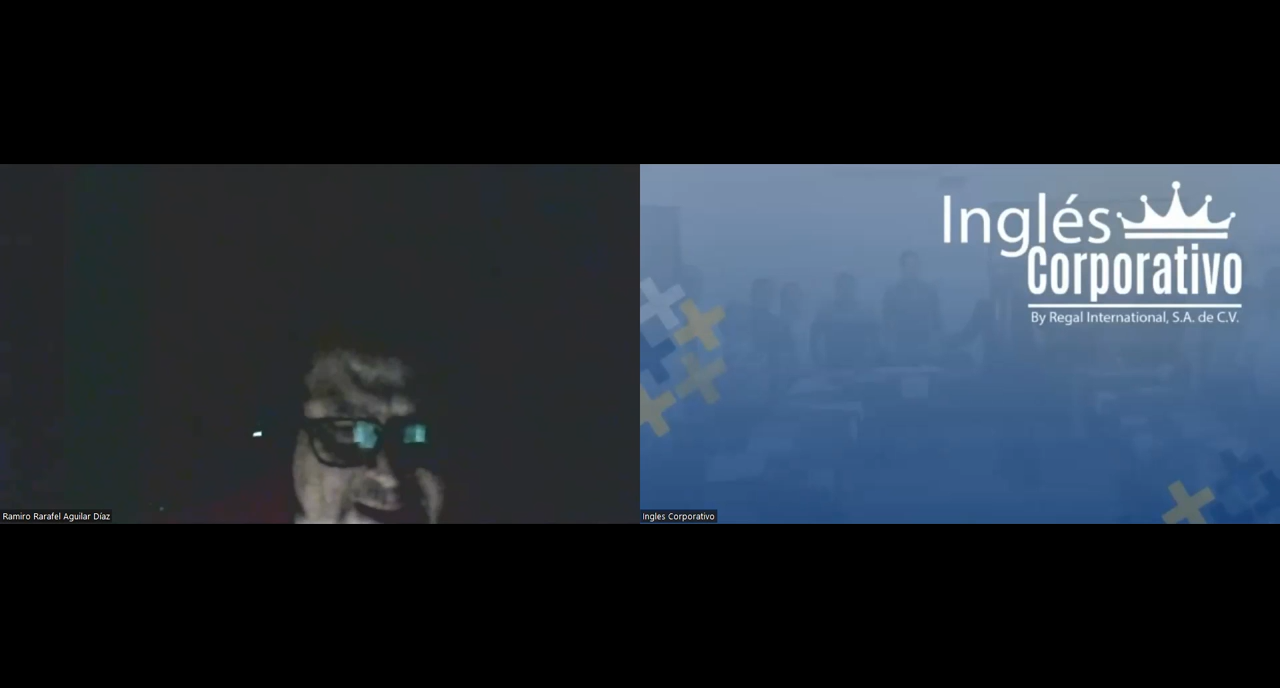 Inglés
Corporativo
By Regal International, S.A. de C.V.
Ramiro Rarafel Aguilar Díaz
Ingles Corporativo